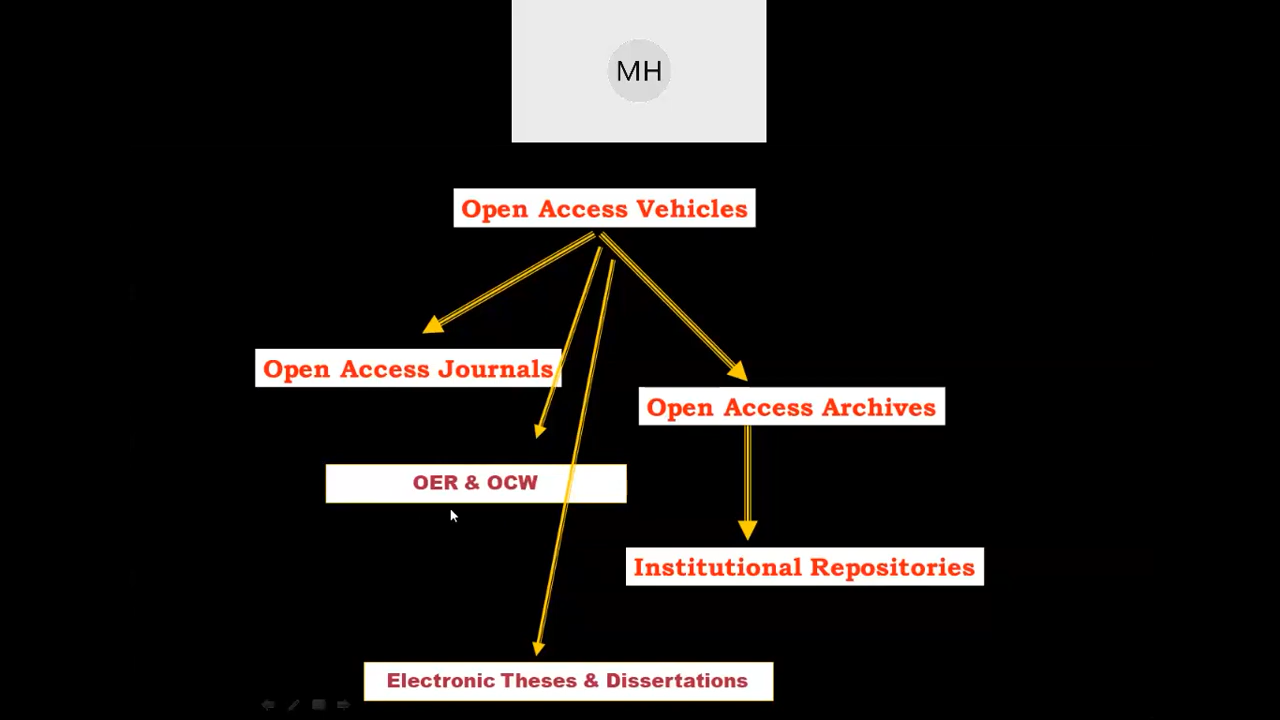 MH
Open Access Vehicles
Open Access Journals
Open Access Archives
OER & OCW
Institutional Repositories
Electronic Theses & Dissertations